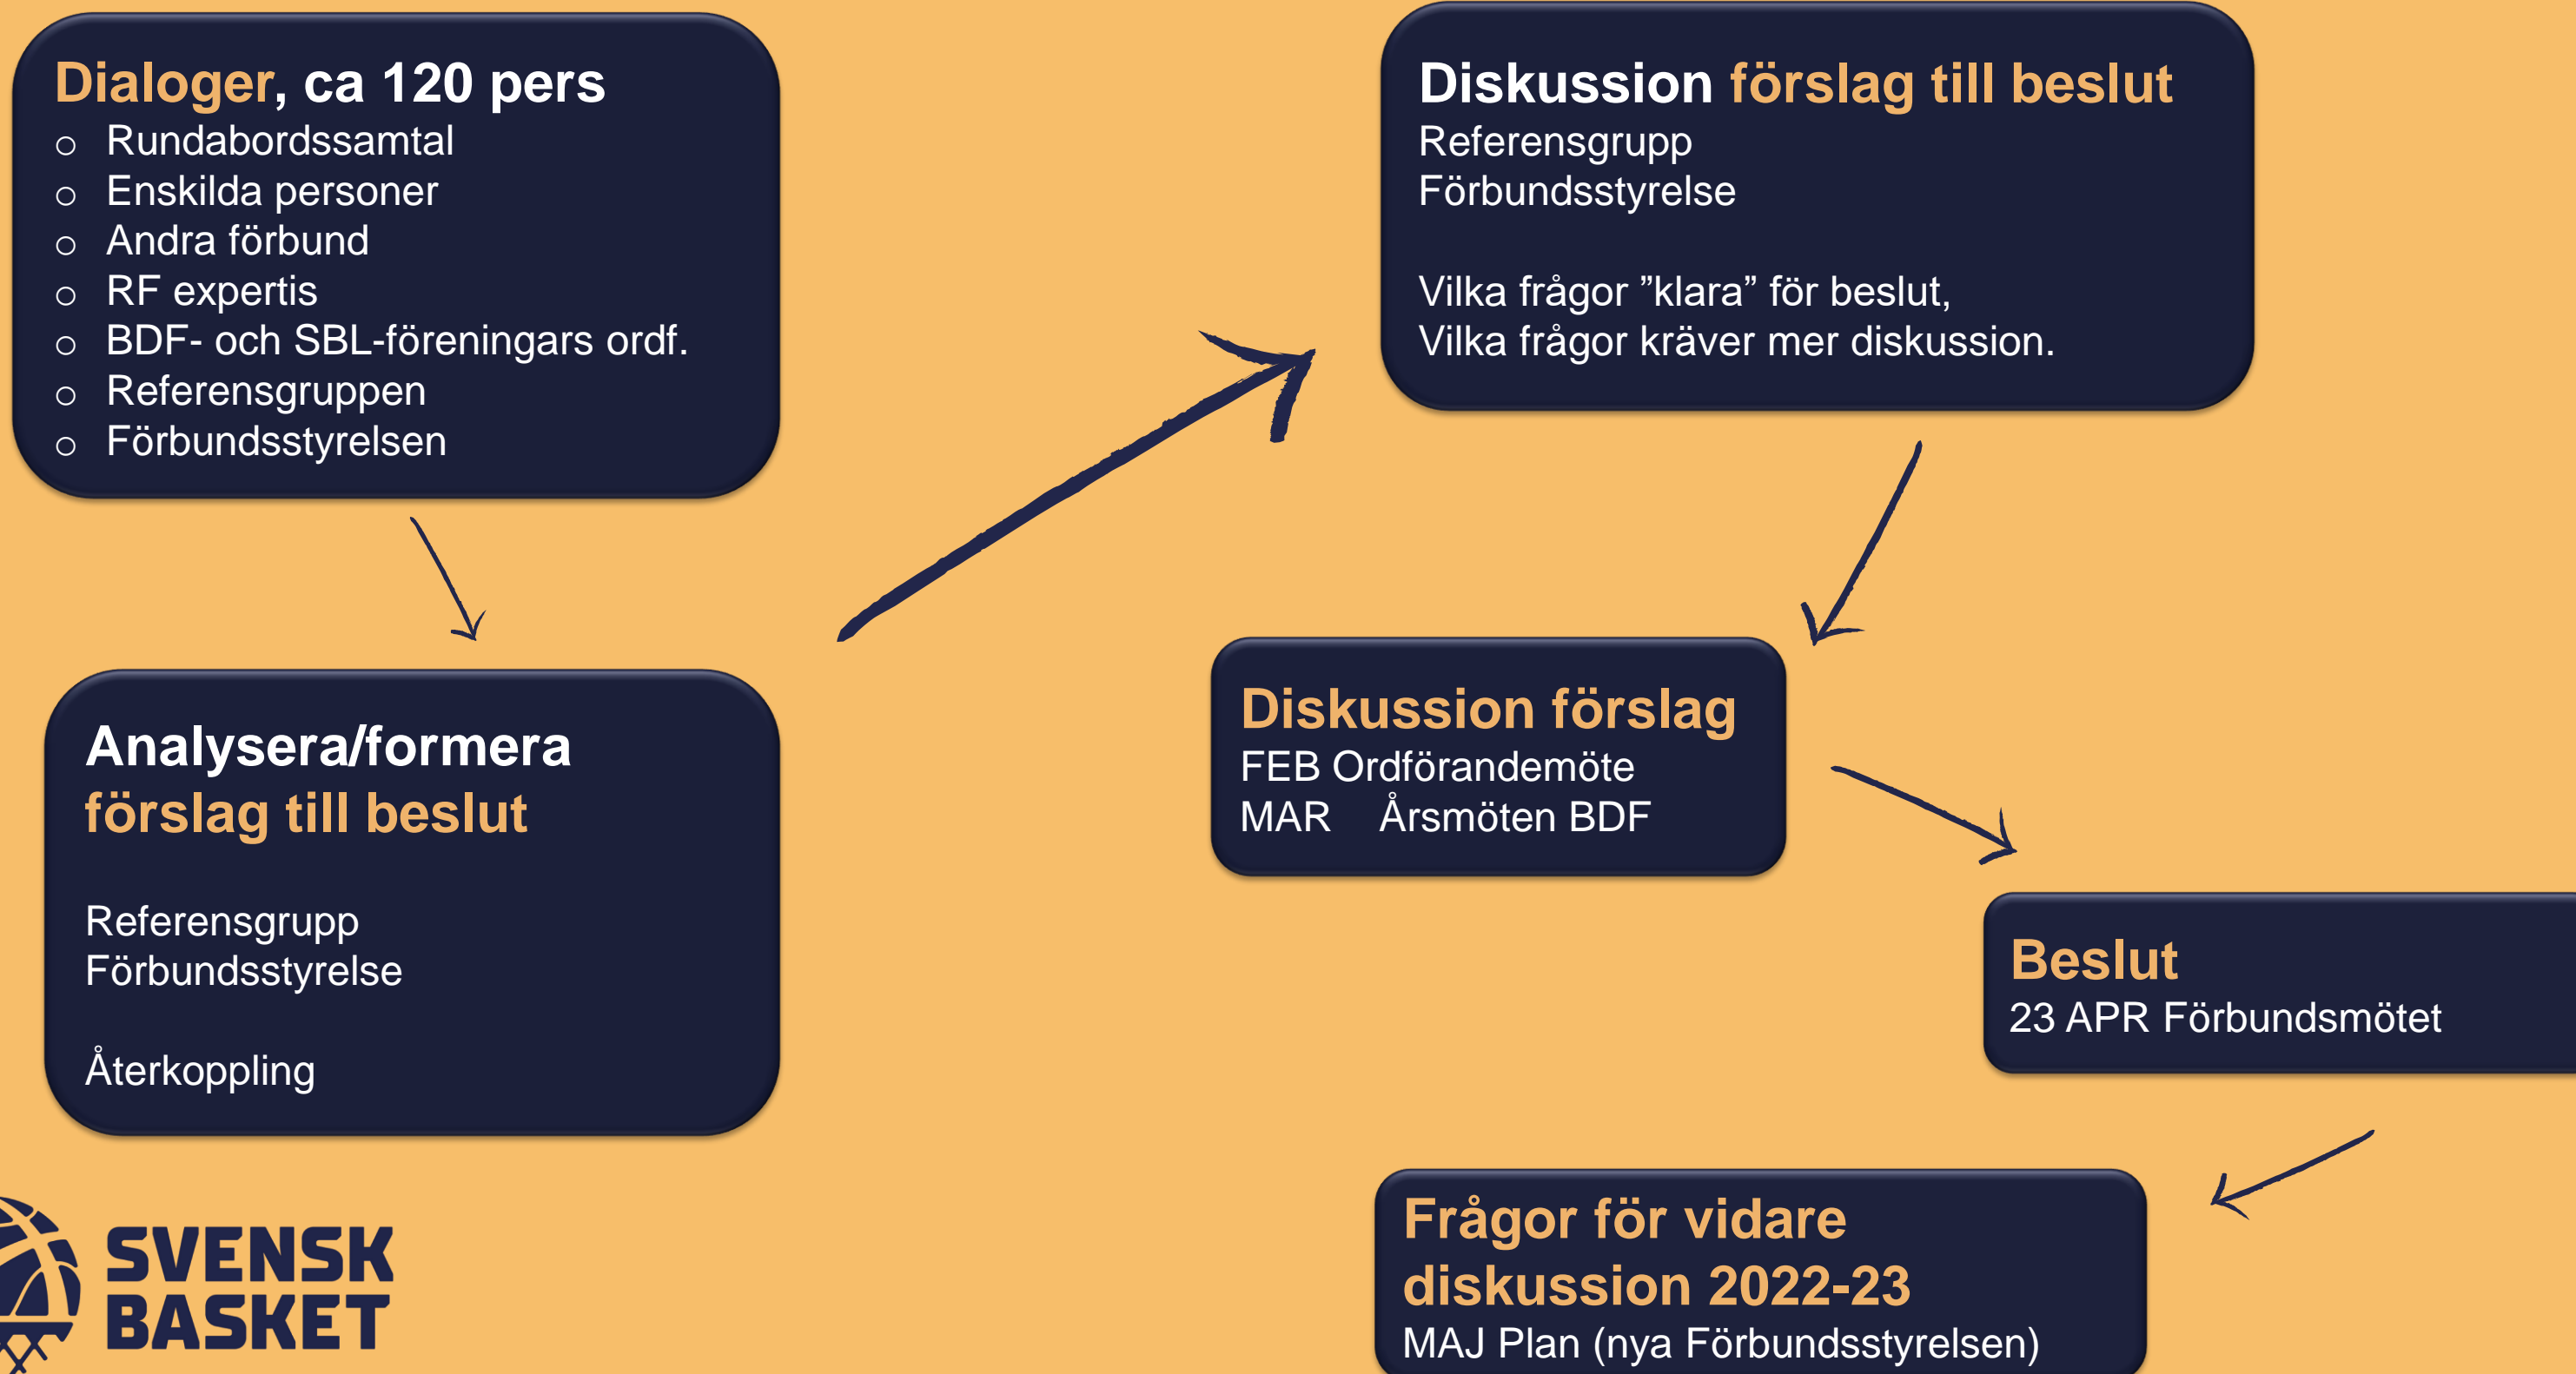 Dialoger, ca 120 pers
o Rundabordssamtal
o Enskilda personer
o Andra förbund
o RF expertis
o BDF- och SBL-föreningars ordf.
o Referensgruppen
o Förbundsstyrelsen
Analysera/formera
förslag till beslut
Referensgrupp
Förbundsstyrelse
Återkoppling
Diskussion förslag till beslut
Referensgrupp
Förbundsstyrelse
Vilka frågor ”klara” för beslut,
Vilka frågor kräver mer diskussion.
Diskussion förslag
FEB Ordförandemöte
MAR Årsmöten BDF
Beslut
23 APR Förbundsmötet
Frågor för vidare
diskussion 2022-23
MAJ Plan (nya Förbundsstyrelsen)
SVENSK
BASKET